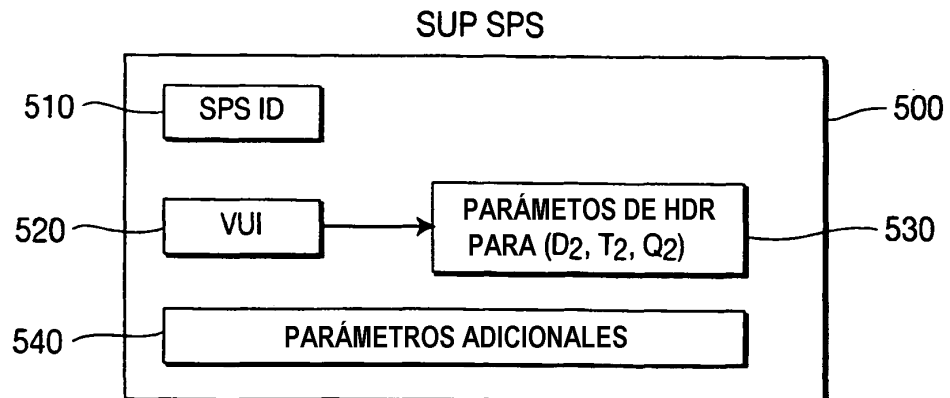 SUP SPS
510
SPS ID
500
520
VUI
PARÁMETOS DE HDR
PARA (D2, T2, Q2)
530
540
PARÁMETROS ADICIONALES